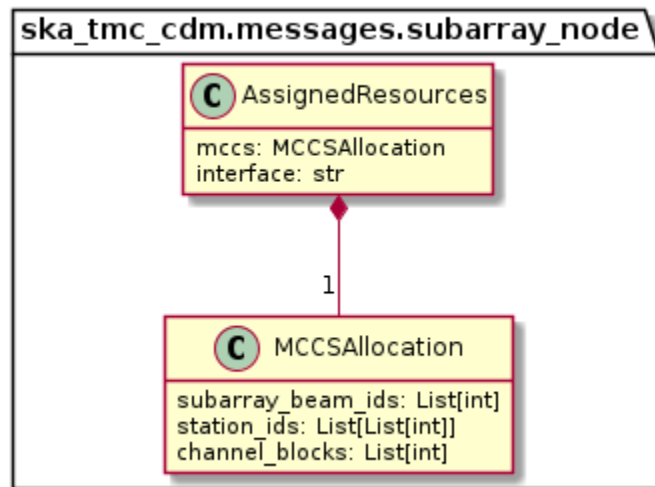 ska_tmc_cdm.messages.subarray_node
C AssignedResources
mccs: MCCSAllocation
interface: str
1
C MCCSAllocation
subarray_beam_ids: List[int]
station_ids: List[List[int]]
channel_blocks: List[int]